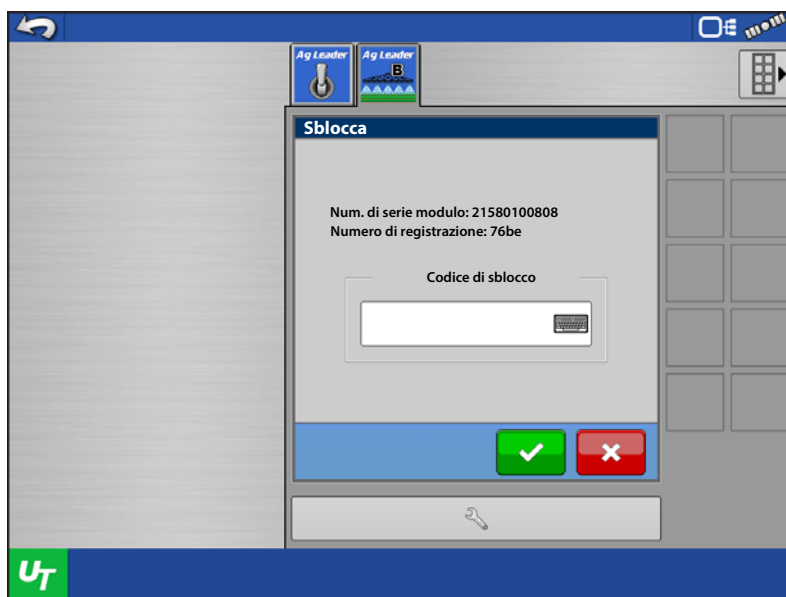 Ag Leader
Ag Leader
B
Sblocca
Num. di serie modulo: 21580100808
Numero di registrazione: 76be
Codice di sblocco
UT